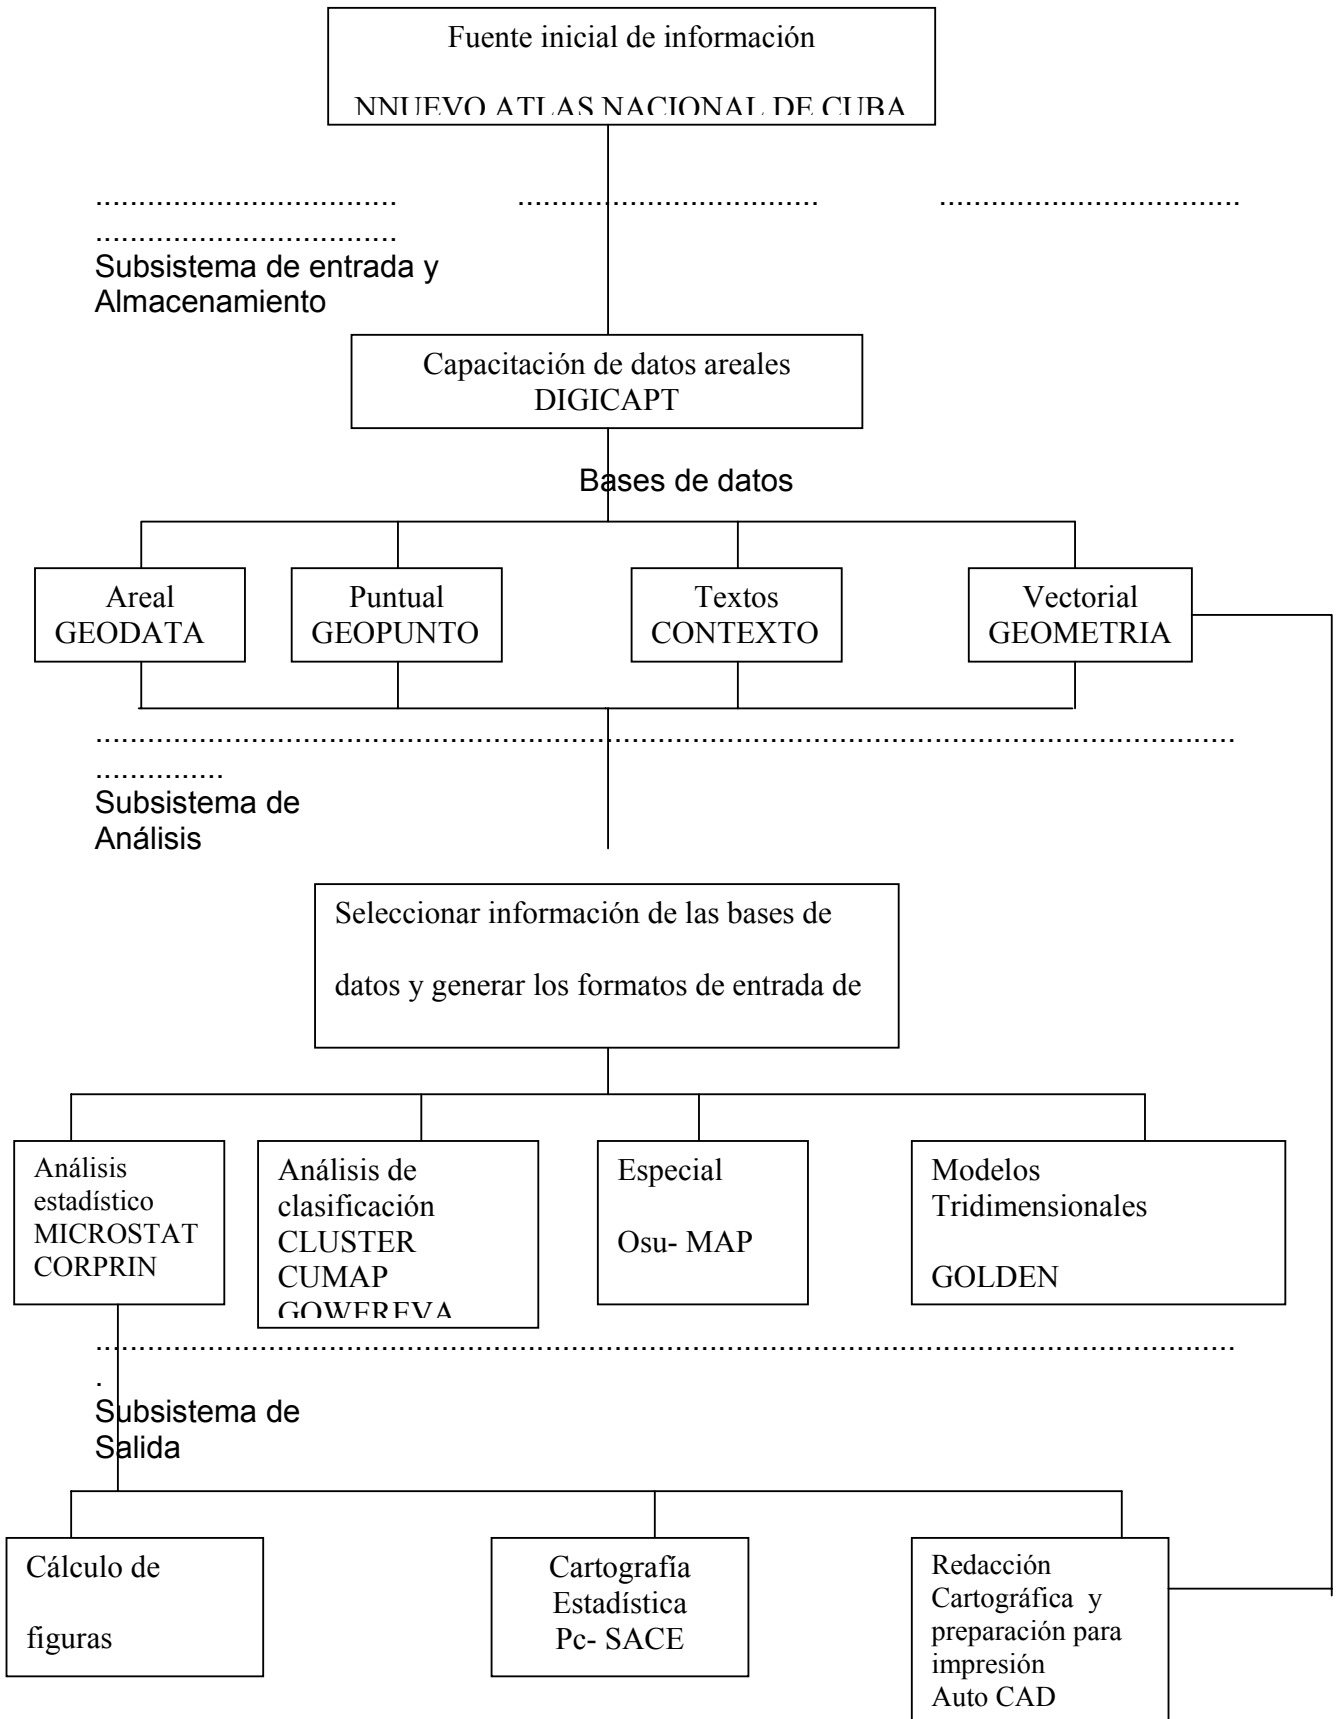 Fuente inicial de información
NNUEVO ATLAS NACIONAL DE CUBA
Subsistema de entrada y
Almacenamiento
Capacitación de datos areales
DIGICAPT
Bases de datos
Areal
GEODATA
Puntual
GEOPUNTO
Textos
CONTEXTO
Vectorial
GEOMETRIA
Subsistema de
Análisis
Seleccionar información de las bases de
datos y generar los formatos de entrada de
Análisis
estadístico
MICROSTAT
CORPRIN
Análisis de
clasificación
CLUSTER
CUMAP
GOWEREVA
Especial
Osu- MAP
Modelos
Tridimensionales
GOLDEN
Subsistema de
Salida
Cálculo de
figuras
Cartografía
Estadística
Pc- SACE
Redacción
Cartográfica y
preparación para
impresión
Auto CAD